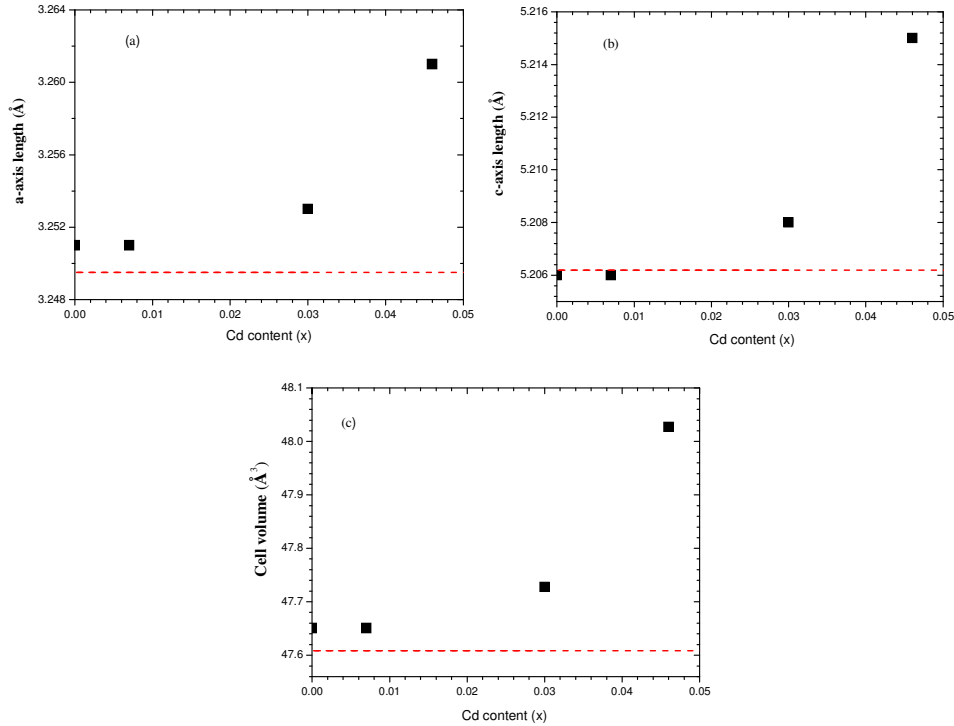 (a)
3.264
3.260
3.256
3.252
3.248
a-axis length (Å)
0.00 0.01 0.02 0.03 0.04 0.05
Cd content (x)
(b)
5.216
5.214
5.212
5.210
5.208
5.206
c-axis length (Å)
0.00 0.01 0.02 0.03 0.04 0.05
Cd content (x)
(c)
48.1
48.0
47.9
47.8
47.7
47.6
Cell volume (Å³)
0.00 0.01 0.02 0.03 0.04 0.05
Cd content (x)